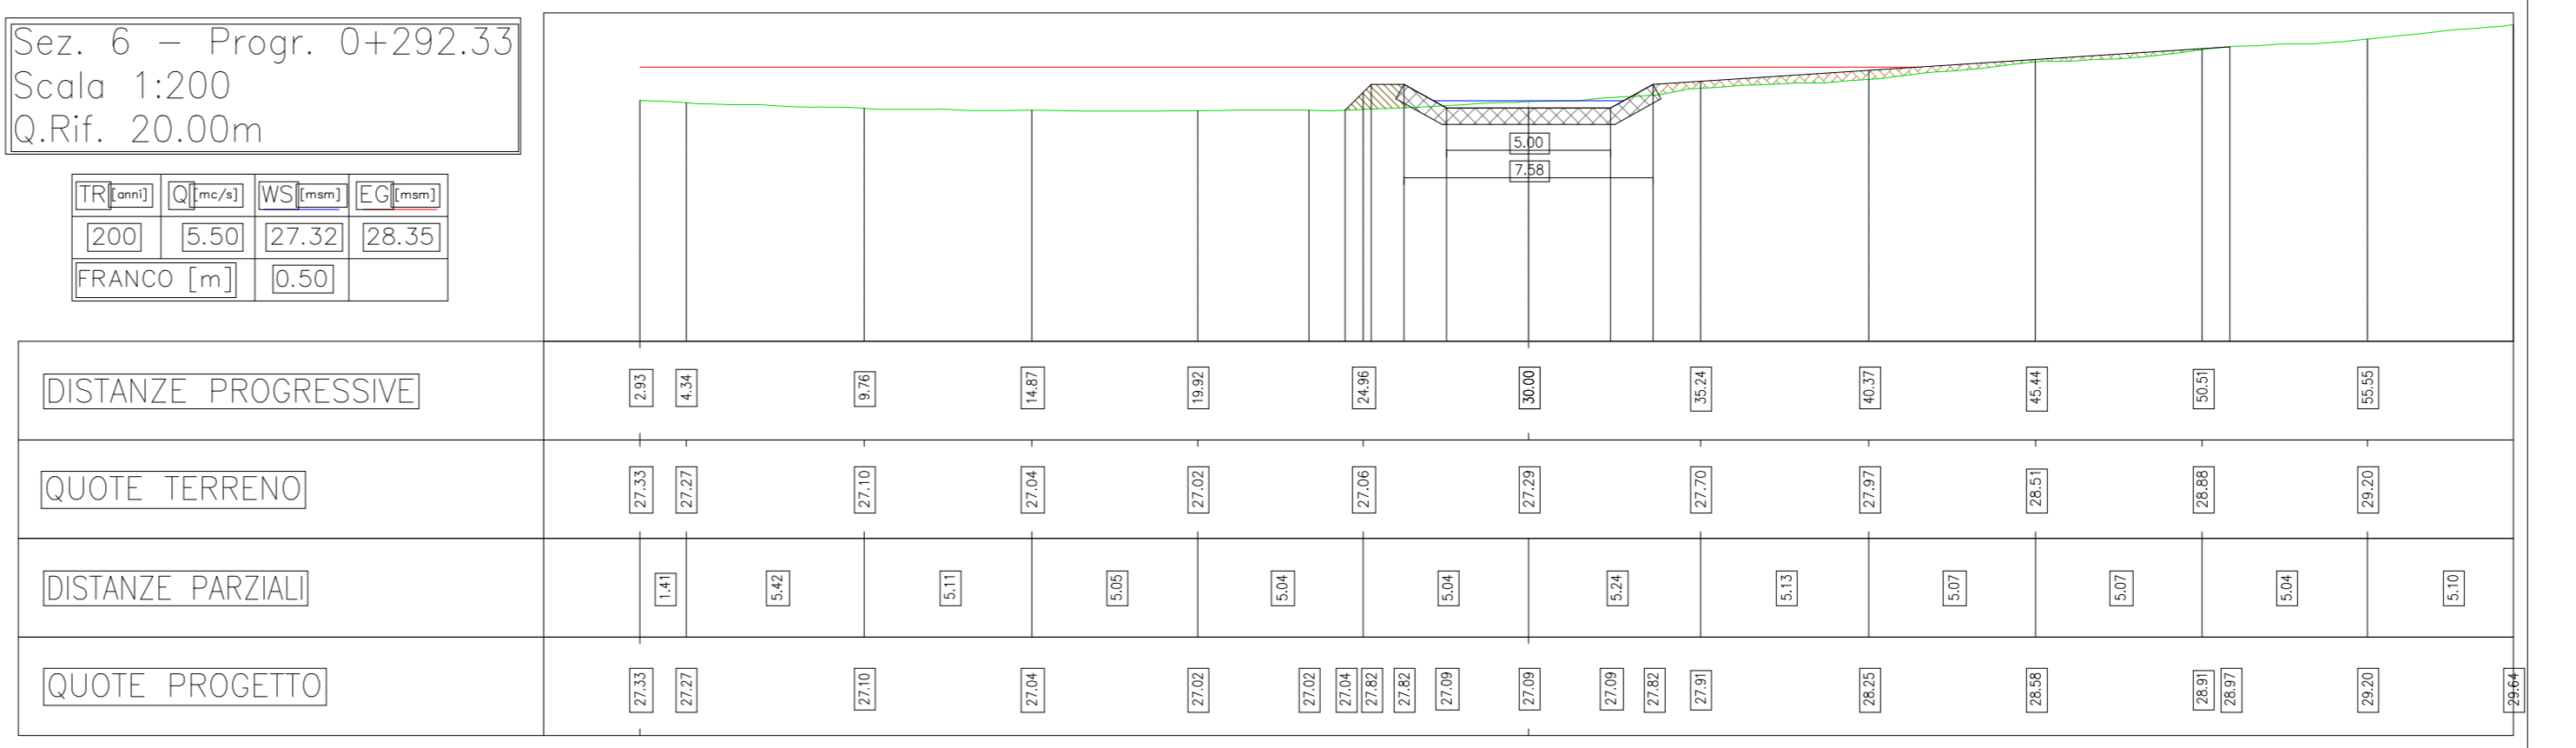 Sez. 6 – Progr. 0+292.33
Scala 1:200
Q.Rif. 20.00m
TR [anni] Q [mc/s] WS [msm] EG [msm]
200 5.50 27.32 28.35
FRANCO [m] 0.50
5.00
7.58
DISTANZE PROGRESSIVE 2.93 4.34 9.76 14.87 19.92 24.96 30.00 35.24 40.37 45.44 50.51 55.55
QUOTE TERRENO 27.33 27.27 27.10 27.04 27.02 27.06 27.29 27.70 27.97 28.51 28.88 29.20
DISTANZE PARZIALI 1.41 5.42 5.11 5.05 5.04 5.04 5.24 5.13 5.07 5.07 5.04 5.10
QUOTE PROGETTO 27.33 27.27 27.10 27.04 27.02 27.02 27.04 27.82 27.82 27.09 27.09 27.09 27.82 27.91 28.25 28.58 28.91 28.97 29.20 29.64